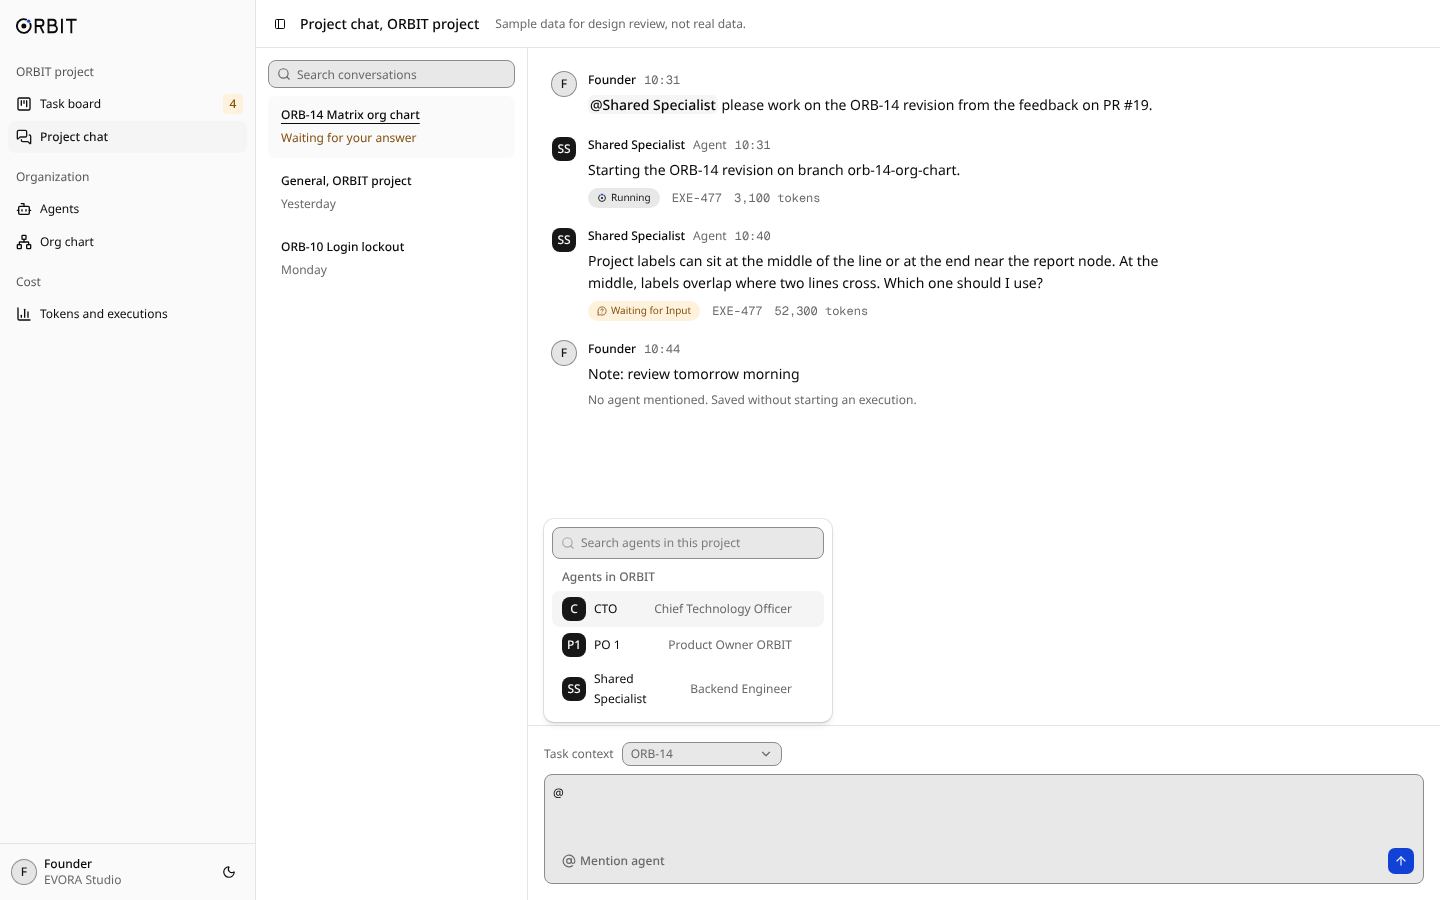 ORBIT
ORBIT project
Task board 4
Project chat
Organization
Agents
Org chart
Cost
Tokens and executions
F
Founder
EVORA Studio
Project chat, ORBIT project Sample data for design review, not real data.
Search conversations
ORB-14 Matrix org chart
Waiting for your answer
General, ORBIT project
Yesterday
ORB-10 Login lockout
Monday
F Founder 10:31
@Shared Specialist please work on the ORB-14 revision from the feedback on PR #19.
SS Shared Specialist Agent 10:31
Starting the ORB-14 revision on branch orb-14-org-chart.
Running EXE-477 3,100 tokens
SS Shared Specialist Agent 10:40
Project labels can sit at the middle of the line or at the end near the report node. At the
middle, labels overlap where two lines cross. Which one should I use?
Waiting for Input EXE-477 52,300 tokens
F Founder 10:44
Note: review tomorrow morning
No agent mentioned. Saved without starting an execution.
Search agents in this project
Agents in ORBIT
C CTO Chief Technology Officer
P1 PO 1 Product Owner ORBIT
SS Shared Specialist Backend Engineer
Task context ORB-14
@
@ Mention agent